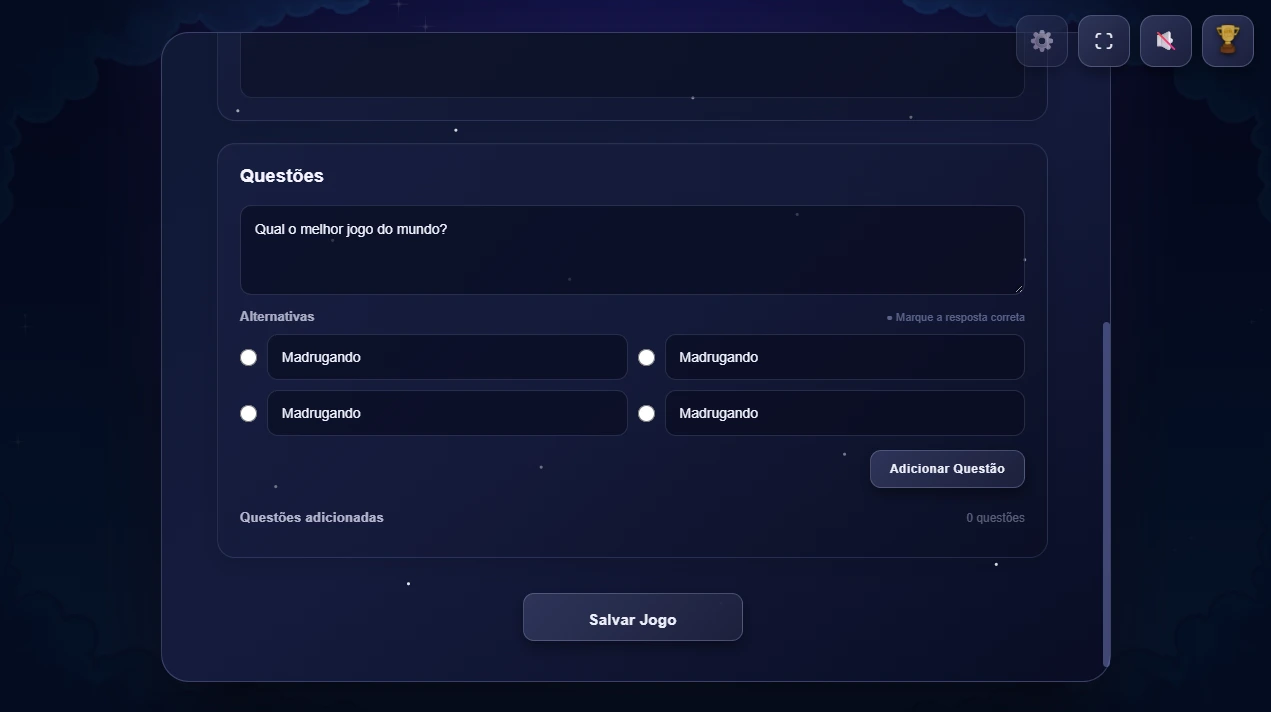 Questões
Qual o melhor jogo do mundo?
Alternativas
● Marque a resposta correta
Madrugando
Madrugando
Madrugando
Madrugando
Adicionar Questão
Questões adicionadas
0 questões
Salvar Jogo